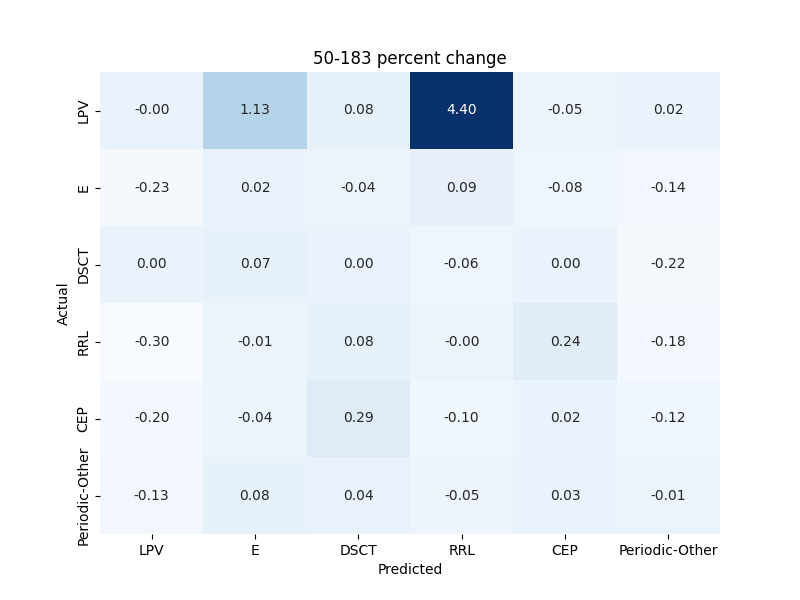 50-183 percent change
LPV -0.00 1.13 0.08 4.40 -0.05 0.02
E -0.23 0.02 -0.04 0.09 -0.08 -0.14
DSCT 0.00 0.07 0.00 -0.06 0.00 -0.22
Actual
RRL -0.30 -0.01 0.08 -0.00 0.24 -0.18
CEP -0.20 -0.04 0.29 -0.10 0.02 -0.12
Periodic-Other -0.13 0.08 0.04 -0.05 0.03 -0.01
LPV E DSCT RRL CEP Periodic-Other
Predicted